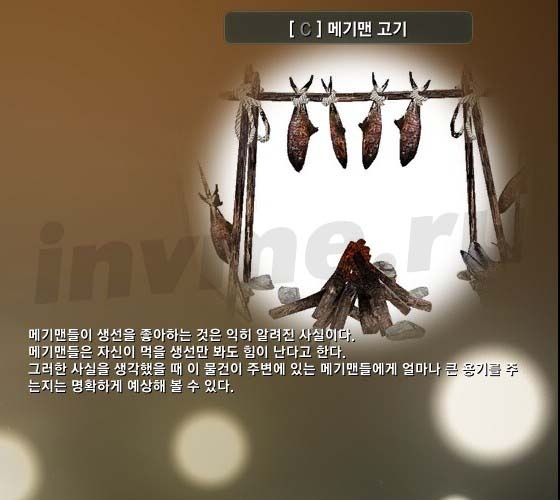 [ C ] 메기맨 고기
invme.r
메기맨들이 생선을 좋아하는 것은 익히 알려진 사실이다.
메기맨들은 자신이 먹을 생선만 봐도 힘이 난다고 한다.
그러한 사실을 생각했을 때 이 물건이 주변에 있는 메기맨들에게 얼마나 큰 용기를 주
는지는 명확하게 예상해 볼 수 있다.